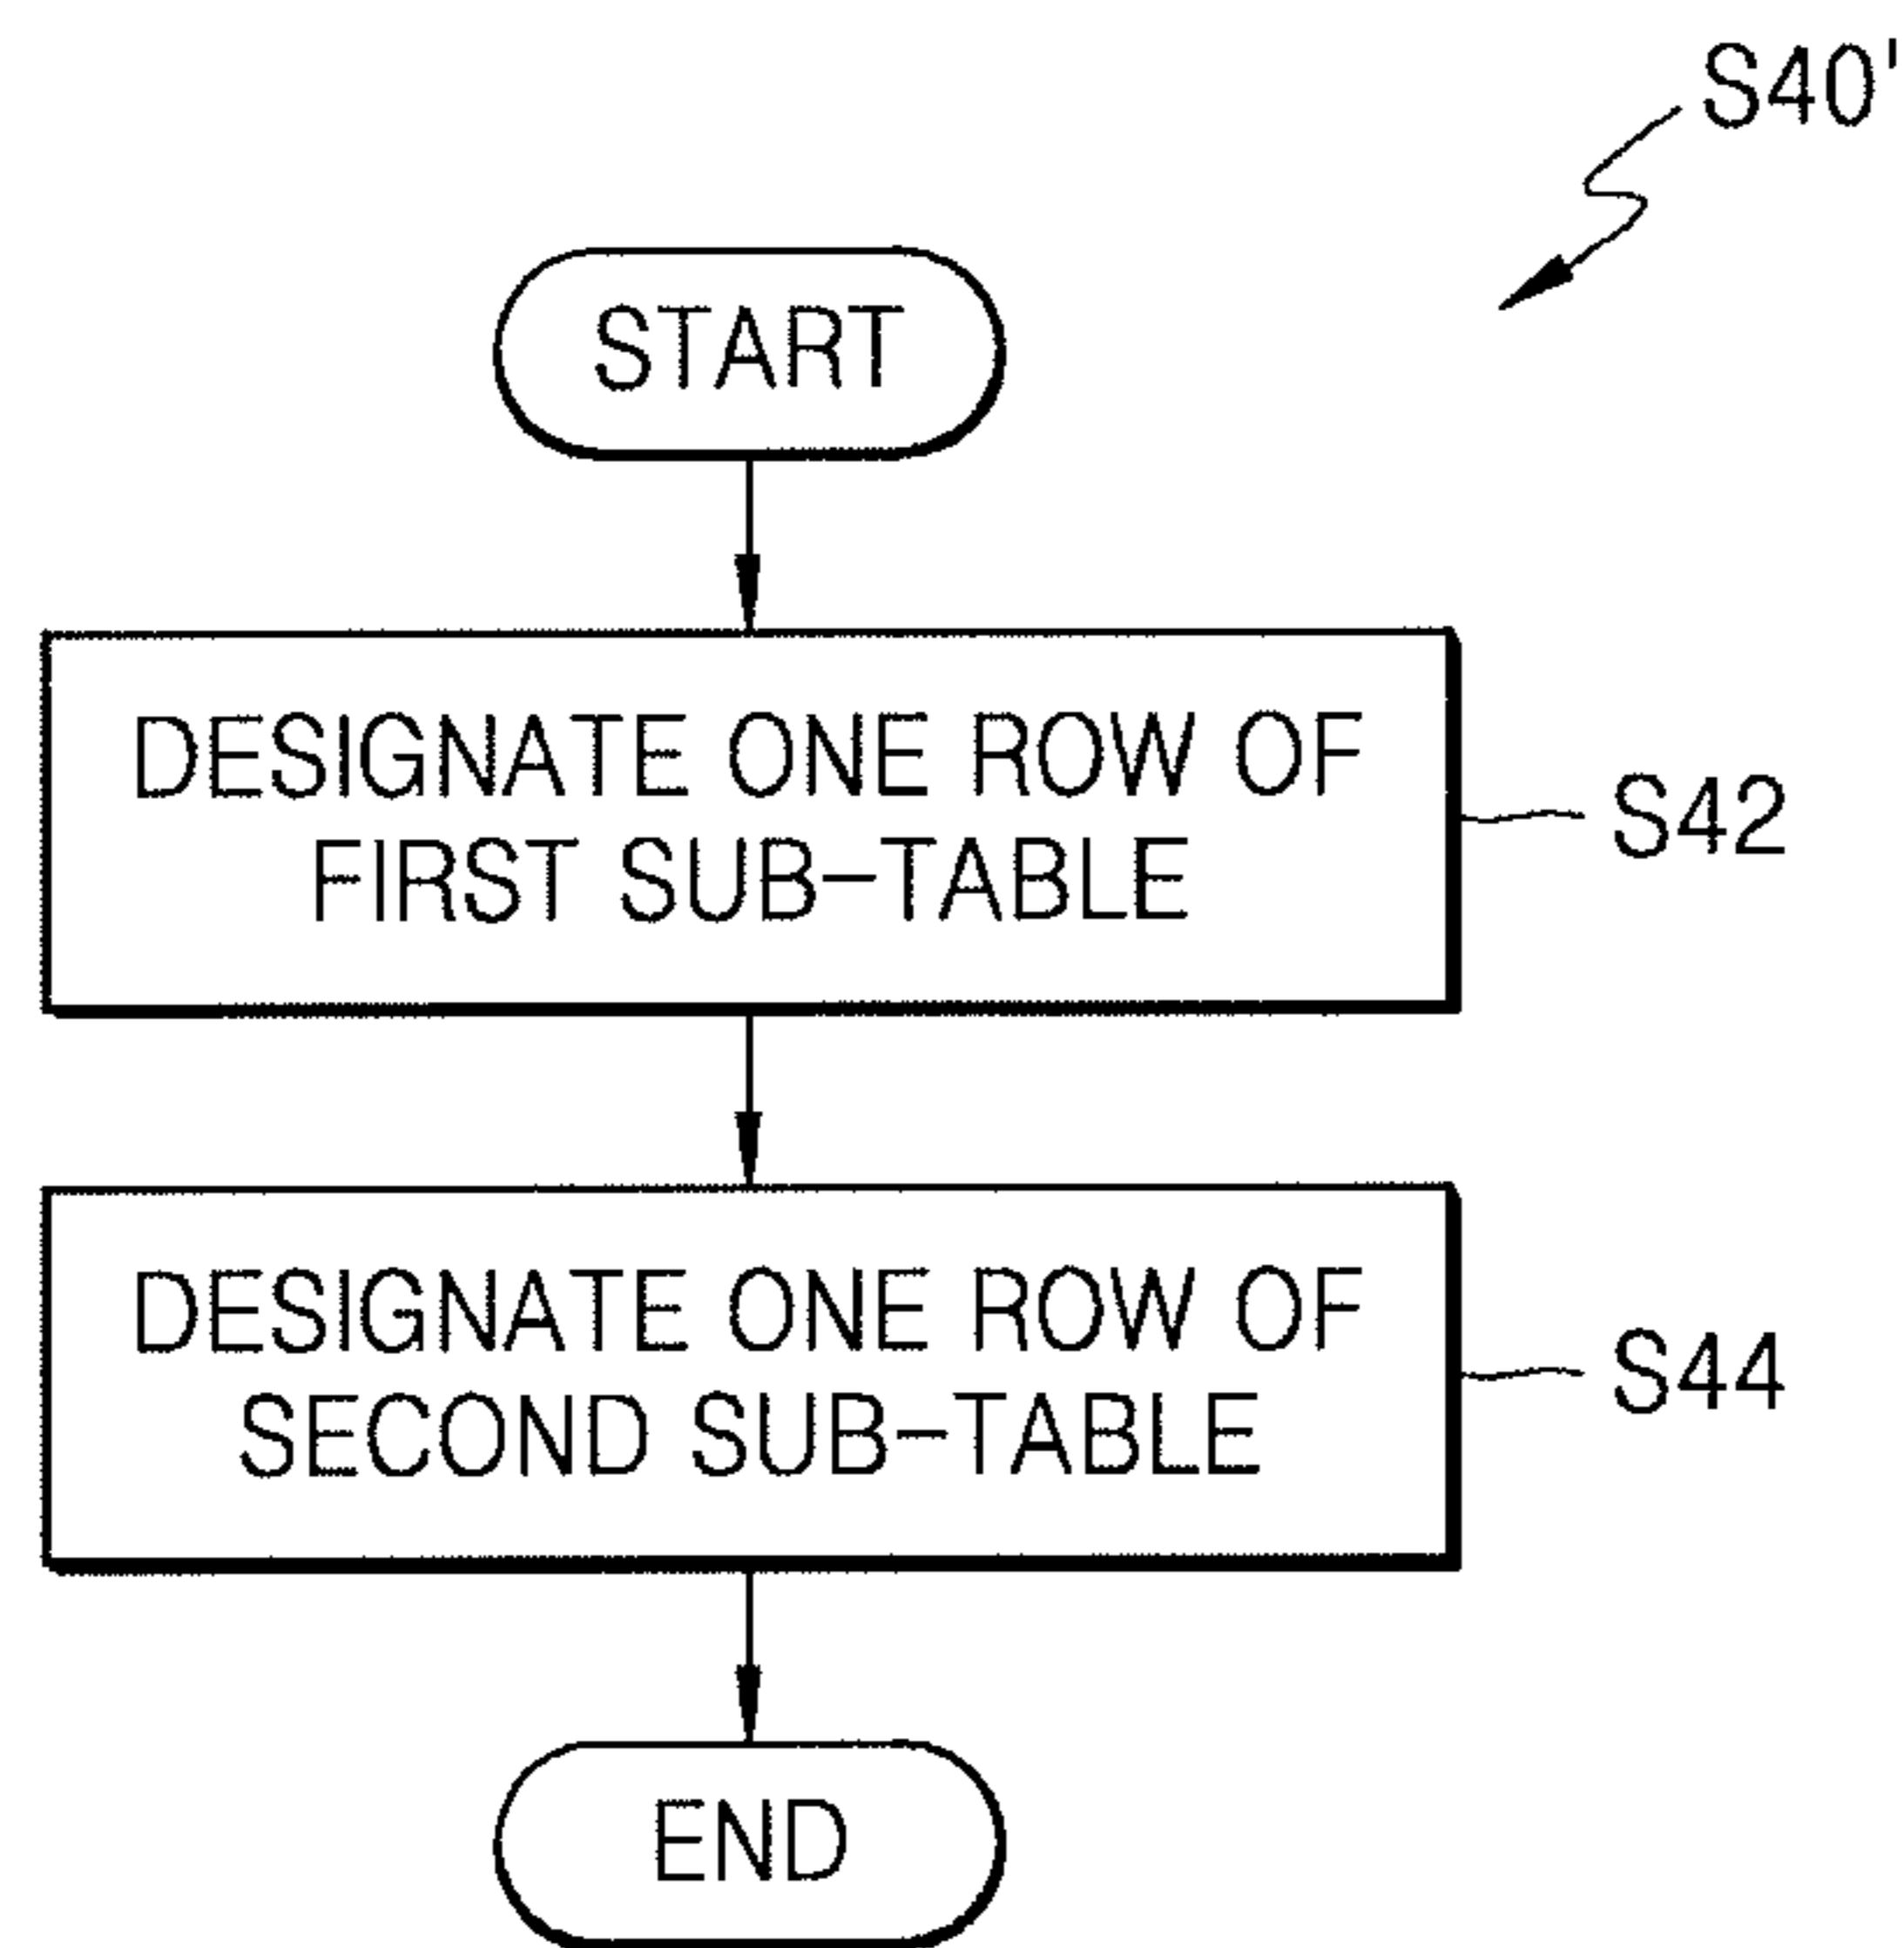 S40'
START
DESIGNATE ONE ROW OF
FIRST SUB-TABLE
S42
DESIGNATE ONE ROW OF
SECOND SUB-TABLE
S44
END